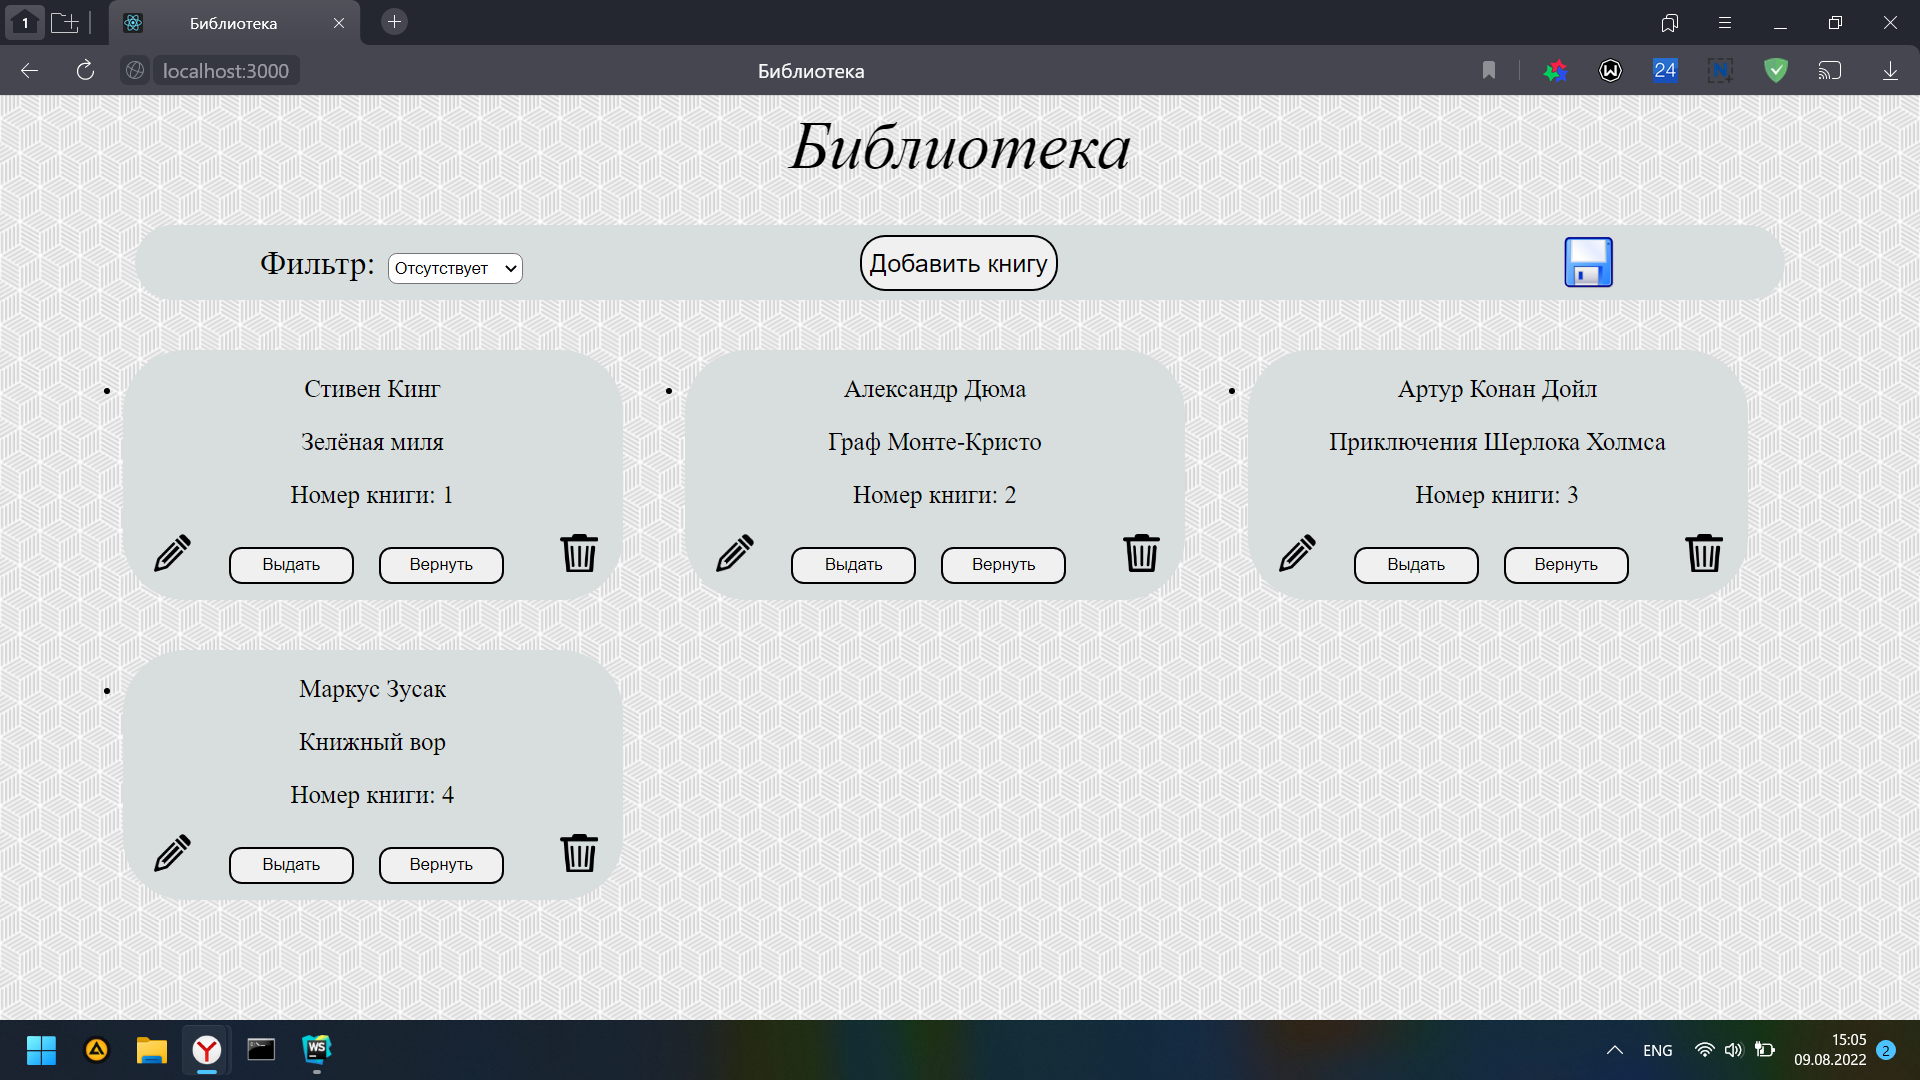 1
Библиотека
localhost:3000
Библиотека
24
N
Библиотека
Фильтр:
Отсутствует
Добавить книгу
Стивен Кинг
Зелёная миля
Номер книги: 1
Выдать
Вернуть
Александр Дюма
Граф Монте-Кристо
Номер книги: 2
Выдать
Вернуть
Артур Конан Дойл
Приключения Шерлока Холмса
Номер книги: 3
Выдать
Вернуть
Маркус Зусак
Книжный вор
Номер книги: 4
Выдать
Вернуть
WS
ENG
15:05
09.08.2022
2